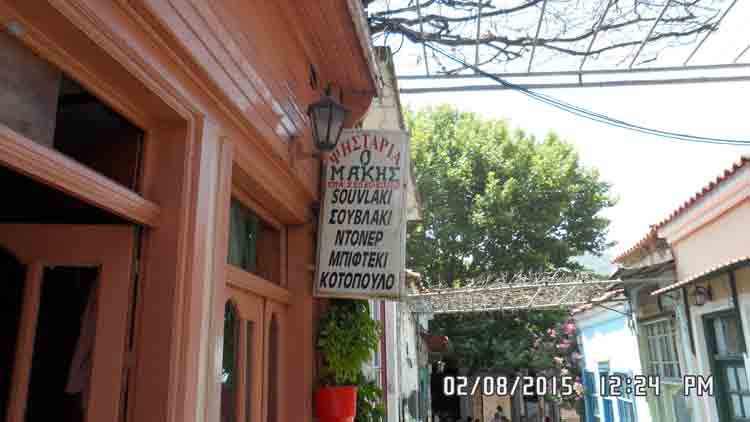 ΨΗΣΤΑΡΙΑ
Ο
ΜΑΚΗΣ
SOUVLAKI
ΣΟΥΒΛΑΚΙ
ΝΤΟΝΕΡ
ΜΠΙΦΤΕΚΙ
ΚΟΤΟΠΟΥΛΟ
02/08/2015 12:24 PM